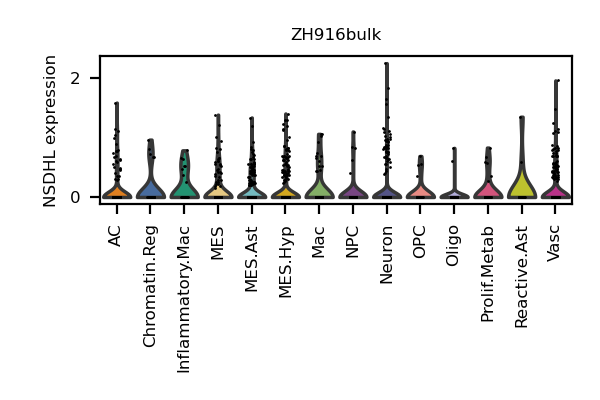 ZH916bulk
NSDHL expression
2
0
AC
Chromatin.Reg
Inflammatory.Mac
MES
MES.Ast
MES.Hyp
Mac
NPC
Neuron
OPC
Oligo
Prolif.Metab
Reactive.Ast
Vasc